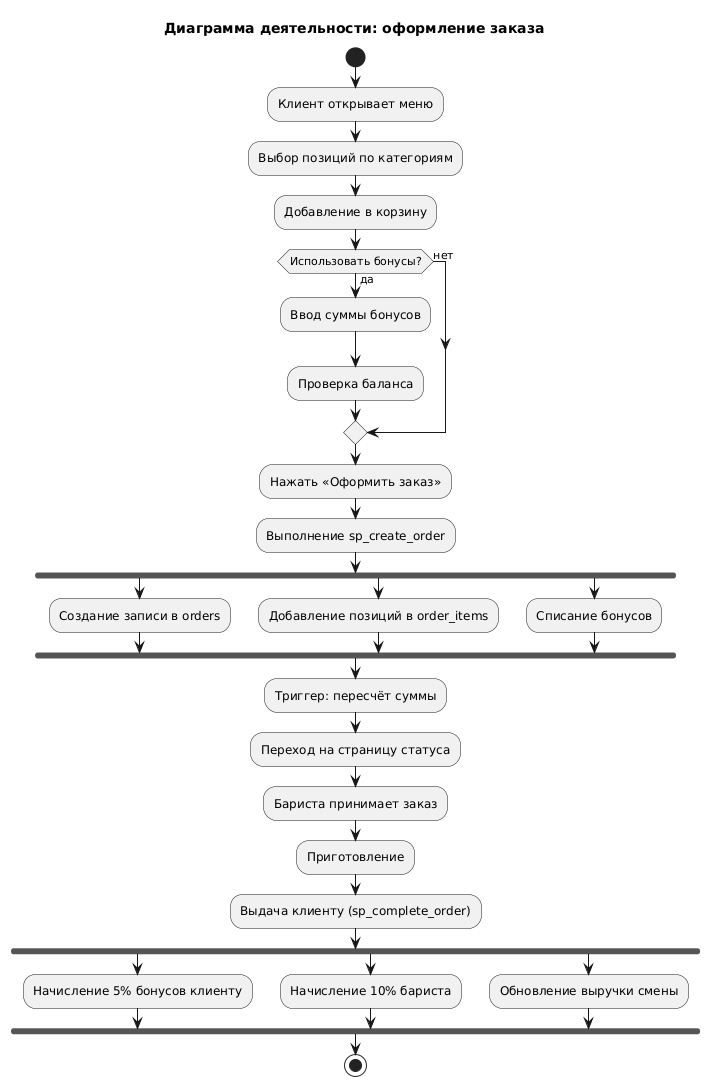 Диаграмма деятельности: оформление заказа
Клиент открывает меню
Выбор позиций по категориям
Добавление в корзину
Использовать бонусы?
нет
да
Ввод суммы бонусов
Проверка баланса
Нажать «Оформить заказ»
Выполнение sp_create_order
Создание записи в orders
Добавление позиций в order_items
Списание бонусов
Триггер: пересчёт суммы
Переход на страницу статуса
Бариста принимает заказ
Приготовление
Выдача клиенту (sp_complete_order)
Начисление 5% бонусов клиенту
Начисление 10% бариста
Обновление выручки смены